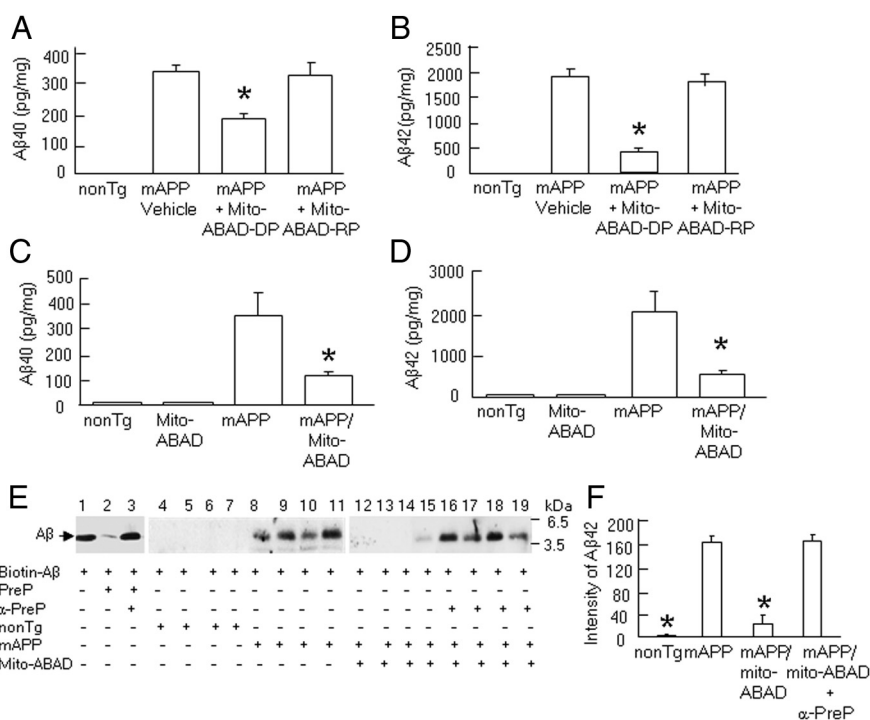 A
Aβ40 (pg/mg)
400
300
200
100
0
*
nonTg mAPP mAPP mAPP
Vehicle + Mito- + Mito-
ABAD-DP ABAD-RP
B
Aβ42(pg/mg)
2500
2000
1500
1000
500
0
*
nonTg mAPP mAPP mAPP
Vehicle + Mito- + Mito-
ABAD-DP ABAD-RP
C
Aβ40 (pg/mg)
500
400
300
200
100
0
*
nonTg Mito- mAPP mAPP/
ABAD Mito-
ABAD
D
Aβ42 (pg/mg)
3000
2000
1000
0
*
nonTg Mito- mAPP mAPP/
ABAD Mito-
ABAD
E
1 2 3 4 5 6 7 8 9 10 11 12 13 14 15 16 17 18 19 kDa
Aβ
6.5
3.5
Biotin-Aβ + + + + + + + + + + + + + + + + + + +
PreP - + + - - - - - - - - - - - - - - - -
α-PreP - - + - - - - - - - - - - - - + + + +
nonTg - - - + + + + - - - - - - - - - - - -
mAPP - - - - - - - + + + + + + + + + + + +
Mito-ABAD - - - - - - - - - - - + + + + + + + +
F
Intensity of Aβ42
200
160
120
80
40
0
* *
nonTg mAPP mAPP/ mAPP/
mito- mito-ABAD
ABAD +
α-PreP